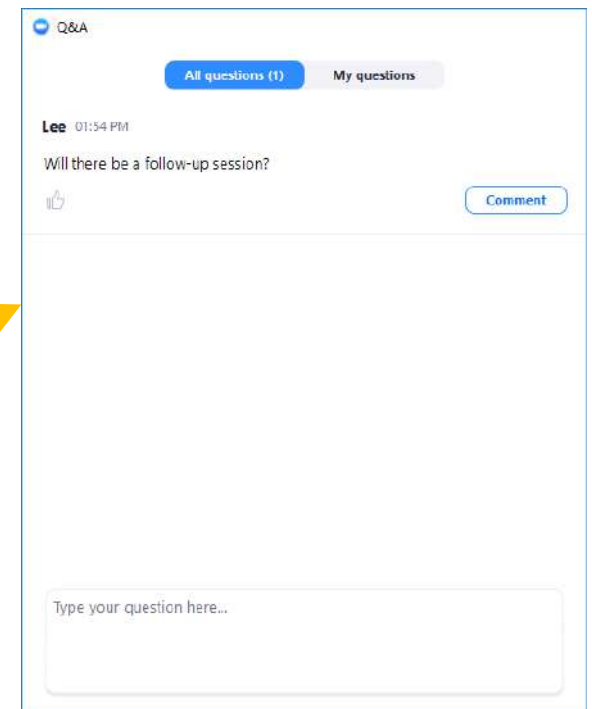 Q&A
All questions (1) My questions
Lee 01:54 PM
Will there be a follow-up session?
Comment
Type your question here...